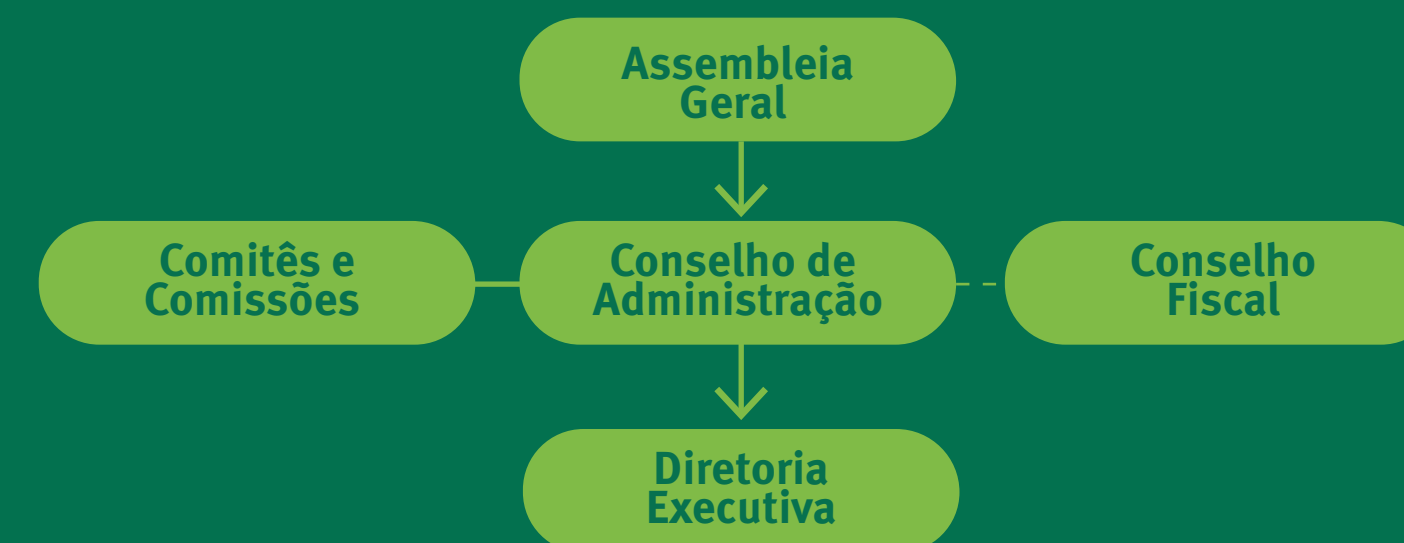 Assembleia
Geral
Comitês e
Comissões
Conselho de
Administração
Conselho
Fiscal
Diretoria
Executiva